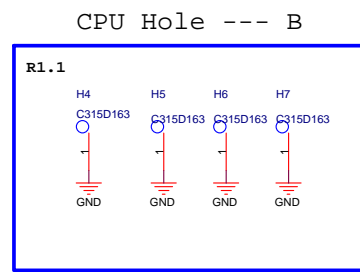 CPU Hole --- B
R1.1
H4 H5 H6 H7
C315D163 C315D163 C315D163 C315D163
1 1 1 1
GND GND GND GND